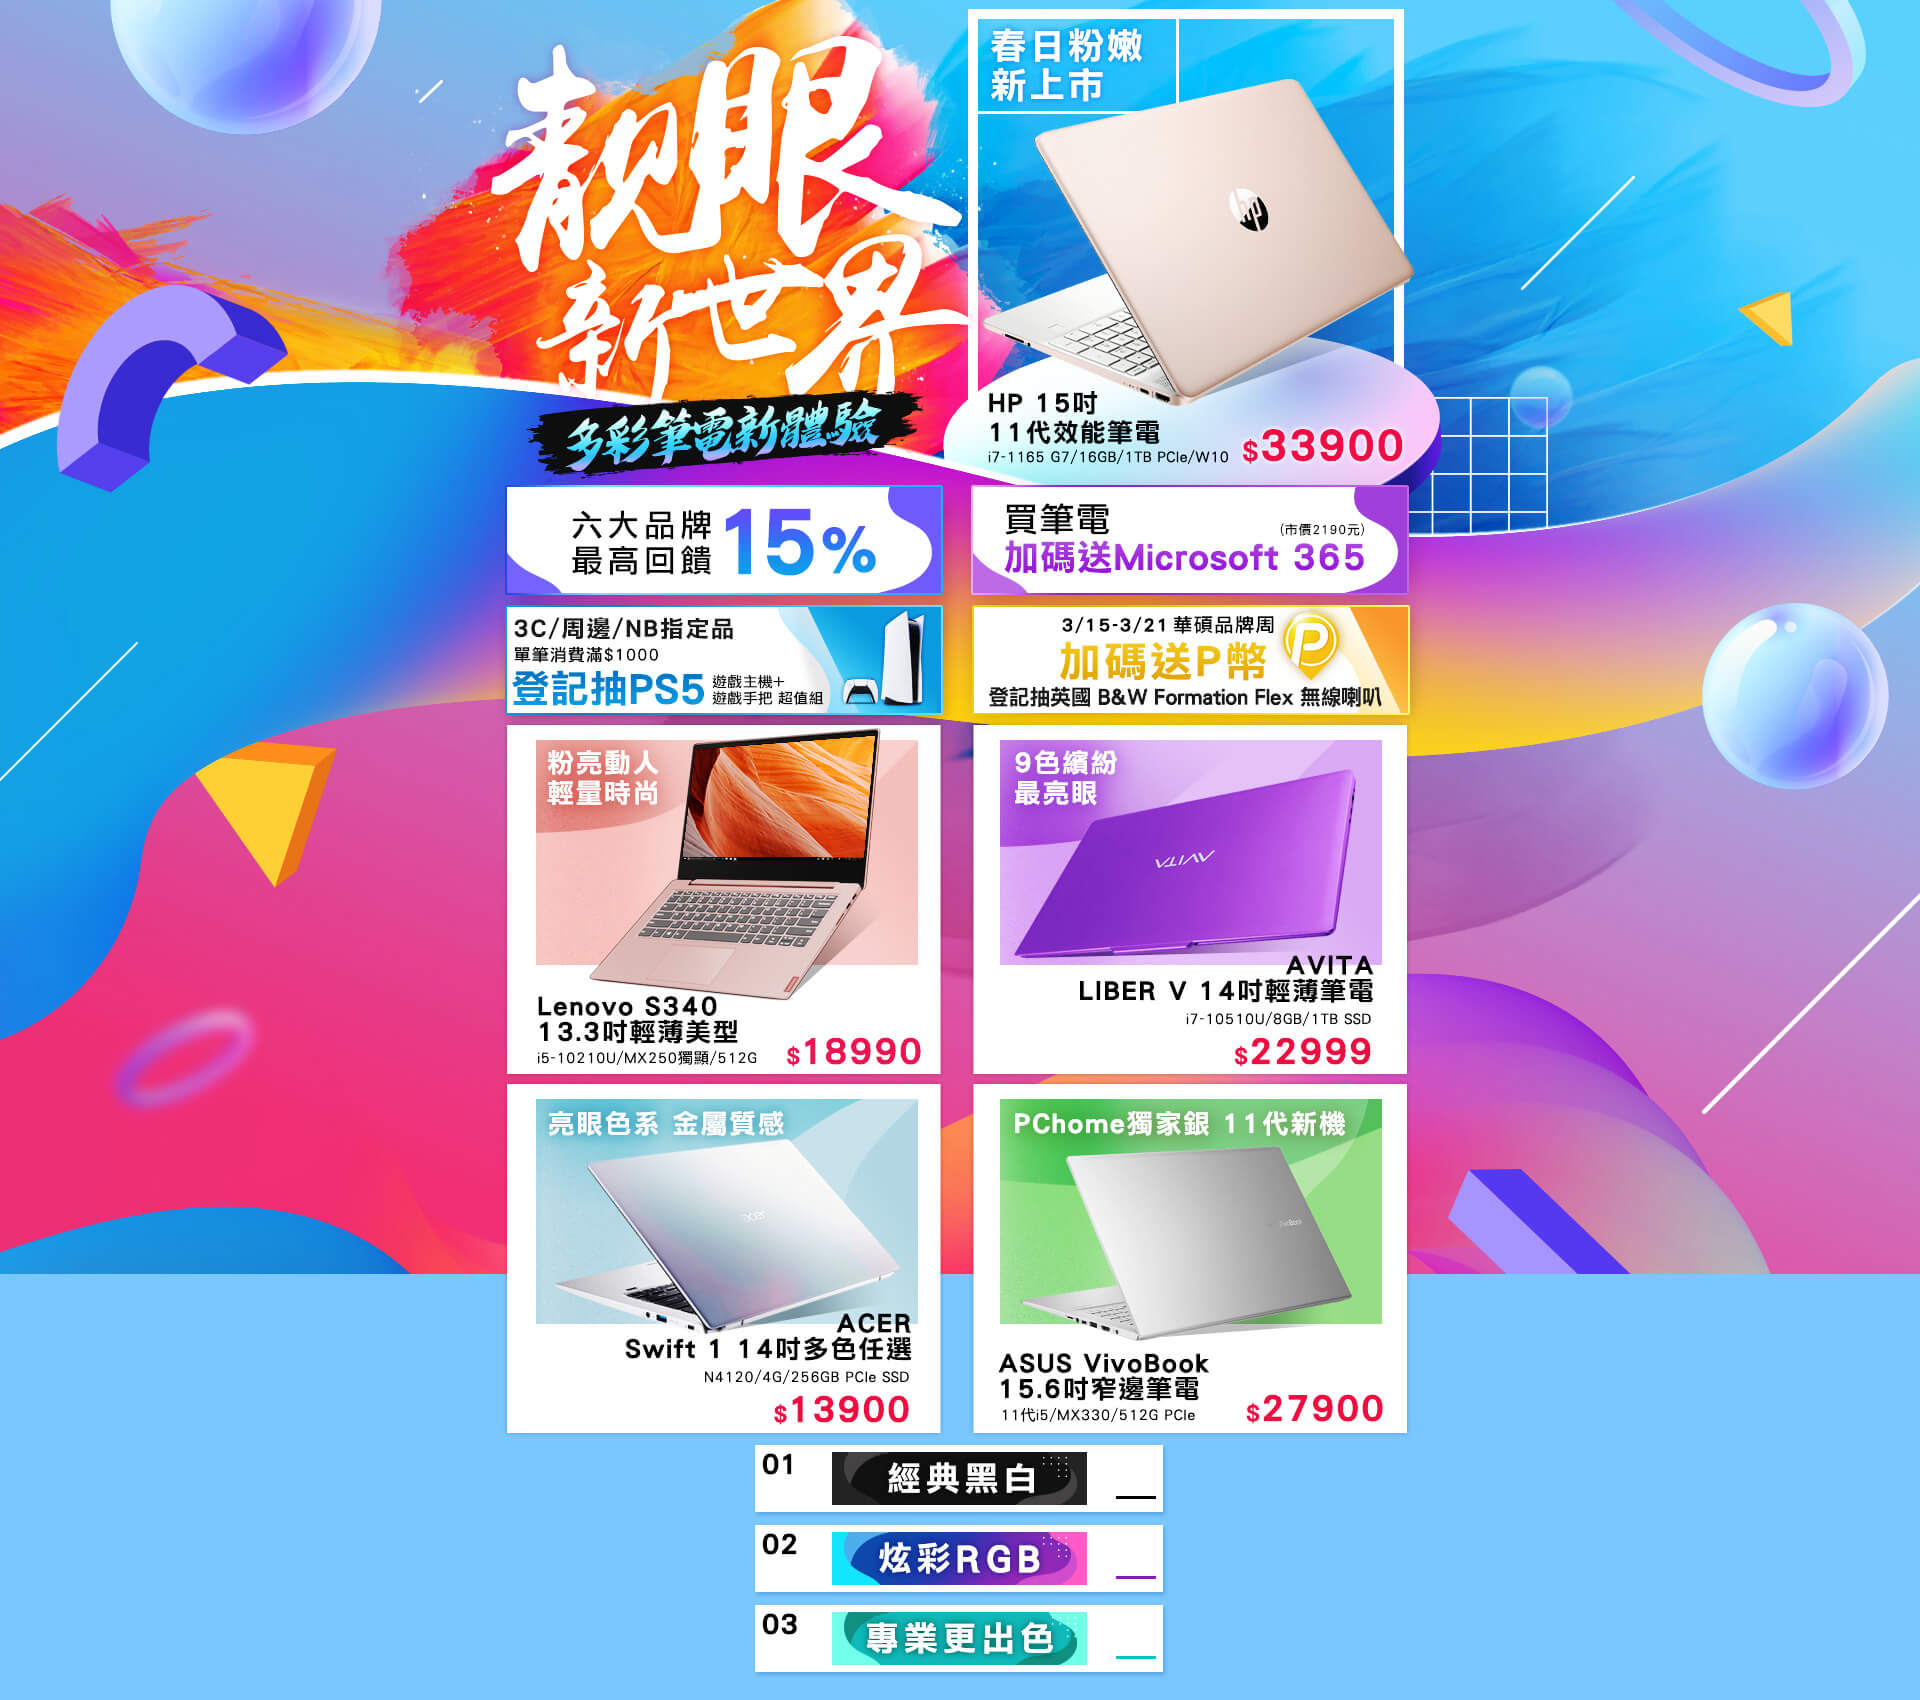 靚眼
新世界
多彩筆電新體驗
春日粉嫩
新上市
hp
HP 15吋
11代效能筆電
i7-1165 G7/16GB/1TB PCIe/W10
$33900
六大品牌
最高回饋
15%
買筆電
(市價2190元)
加碼送Microsoft 365
3C/周邊/NB指定品
單筆消費滿$1000
登記抽PS5
遊戲主機+
遊戲手把 超值組
3/15-3/21 華碩品牌周
加碼送P幣
P
登記抽英國 B&W Formation Flex 無線喇叭
粉亮動人
輕量時尚
Lenovo S340
13.3吋輕薄美型
i5-10210U/MX250獨顯/512G
$18990
9色繽紛
最亮眼
AVITA
AVITA
LIBER V 14吋輕薄筆電
i7-10510U/8GB/1TB SSD
$22999
亮眼色系 金屬質感
acer
ACER
Swift 1 14吋多色任選
N4120/4G/256GB PCIe SSD
$13900
PChome獨家銀 11代新機
VivoBook
ASUS VivoBook
15.6吋窄邊筆電
11代i5/MX330/512G PCIe
$27900
01
經典黑白
02
炫彩RGB
03
專業更出色